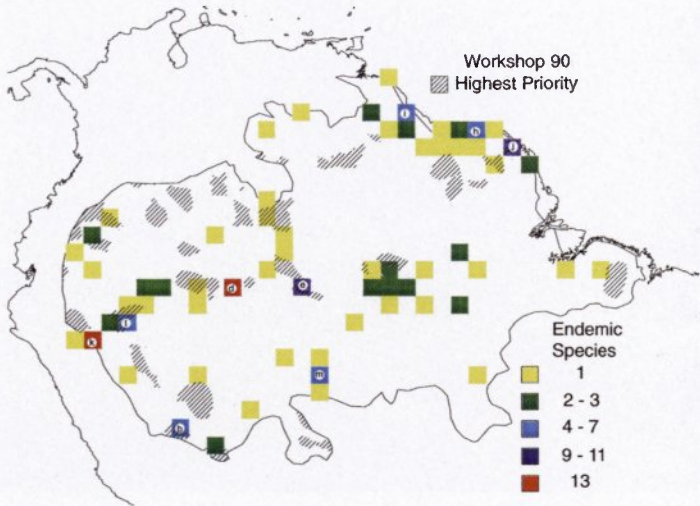 Workshop 90
Highest Priority
i
h
j
d
e
k
m
b
Endemic
Species
1
2 - 3
4 - 7
9 - 11
13